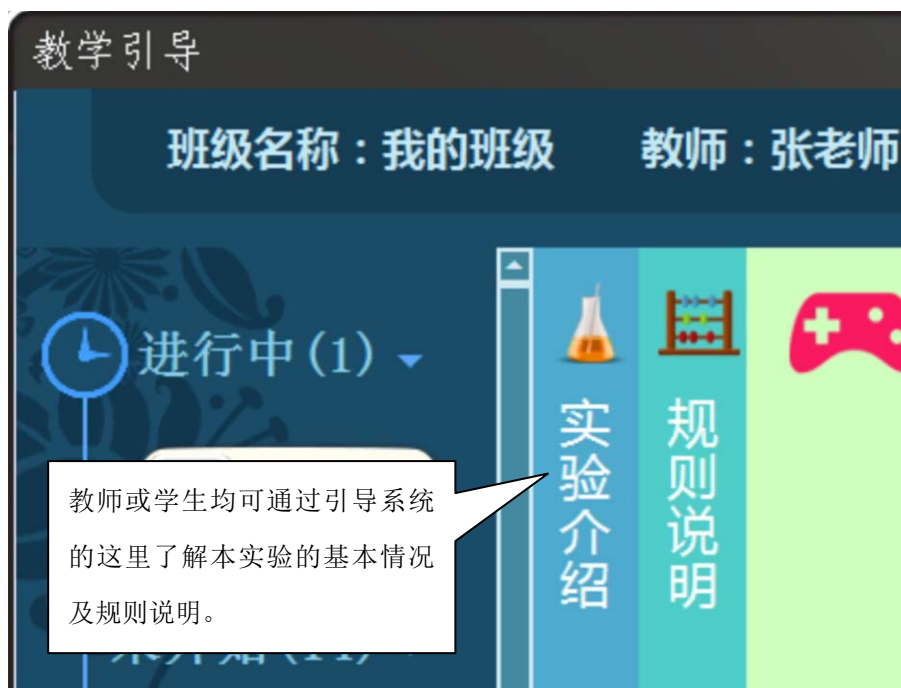 教学引导
班级名称：我的班级 教师：张老师
进行中(1)
实验介绍
规则说明
教师或学生均可通过引导系统
的这里了解本实验的基本情况
及规则说明。